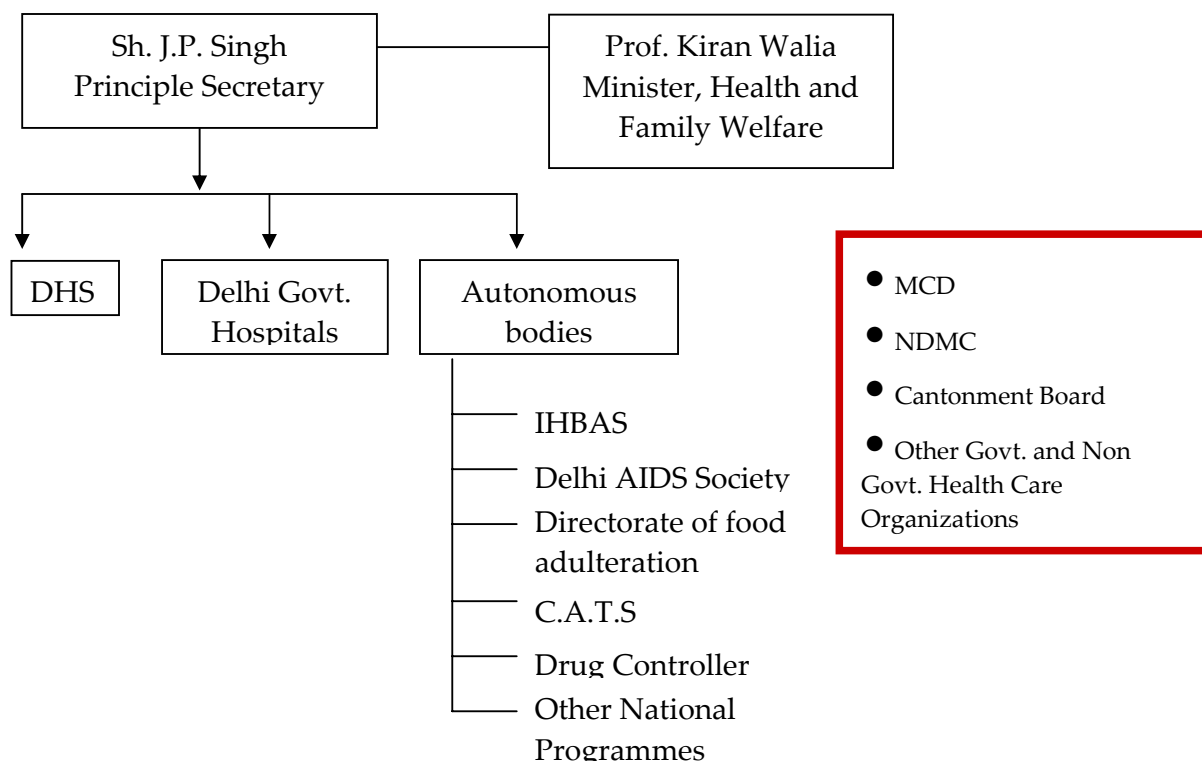 Sh. J.P. Singh
Principle Secretary
Prof. Kiran Walia
Minister, Health and
Family Welfare
DHS
Delhi Govt.
Hospitals
Autonomous
bodies
IHBAS
Delhi AIDS Society
Directorate of food
adulteration
C.A.T.S
Drug Controller
Other National
Programmes
● MCD
● NDMC
● Cantonment Board
● Other Govt. and Non
Govt. Health Care
Organizations